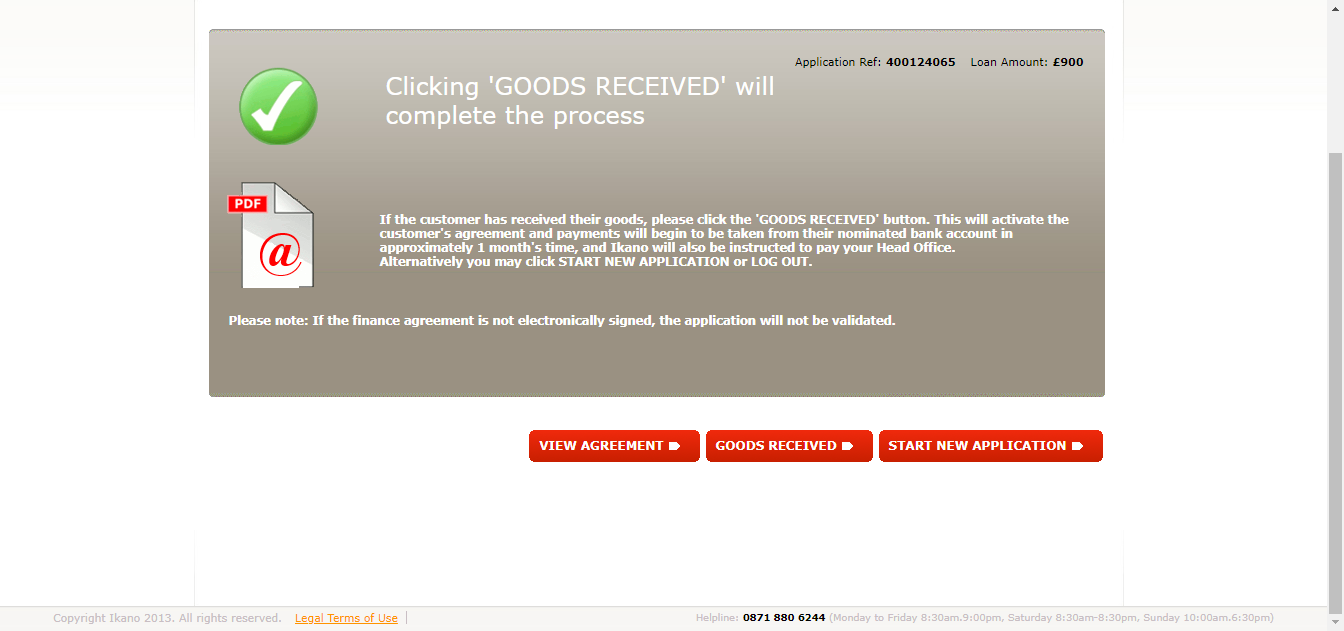 Application Ref: 400124065 Loan Amount: £900
Clicking 'GOODS RECEIVED' will
complete the process
PDF
If the customer has received their goods, please click the 'GOODS RECEIVED' button. This will activate the
customer's agreement and payments will begin to be taken from their nominated bank account in
approximately 1 month's time, and Ikano will also be instructed to pay your Head Office.
Alternatively you may click START NEW APPLICATION or LOG OUT.
Please note: If the finance agreement is not electronically signed, the application will not be validated.
VIEW AGREEMENT GOODS RECEIVED START NEW APPLICATION
Copyright Ikano 2013. All rights reserved. Legal Terms of Use Helpline: 0871 880 6244 (Monday to Friday 8:30am.9:00pm, Saturday 8:30am-8:30pm, Sunday 10:00am.6:30pm)